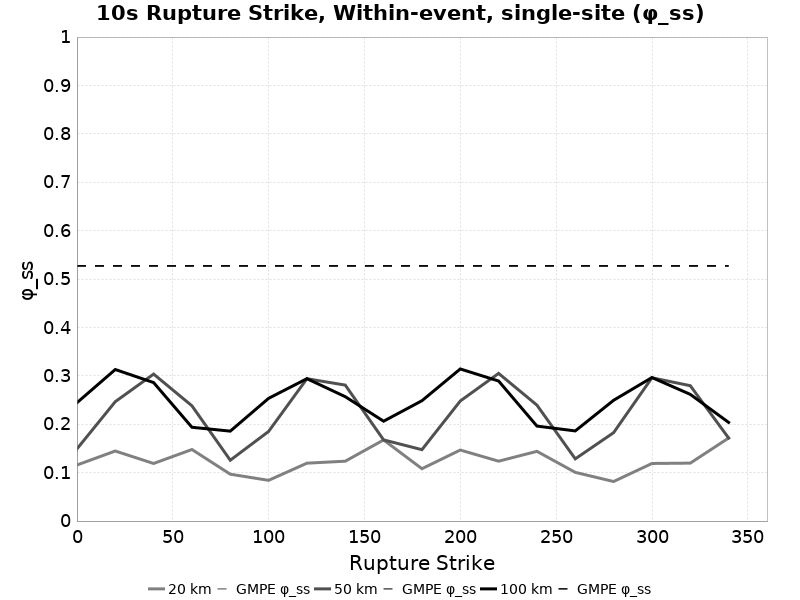 10s Rupture Strike, Within-event, single-site (φ_ss)
1
0.9
0.8
0.7
0.6
0.5
0.4
0.3
0.2
0.1
0
φ_ss
0 50 100 150 200 250 300 350
Rupture Strike
20 km GMPE φ_ss 50 km GMPE φ_ss 100 km GMPE φ_ss